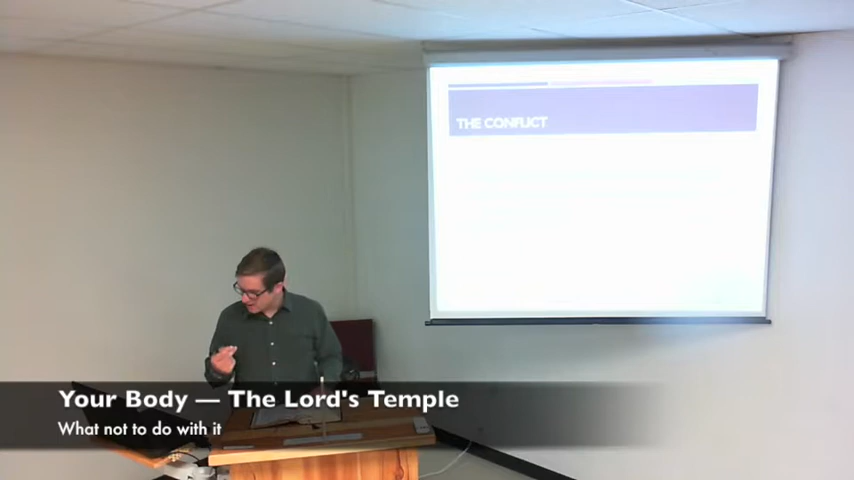 THE CONFLICT
Your Body — The Lord's Temple
What not to do with it